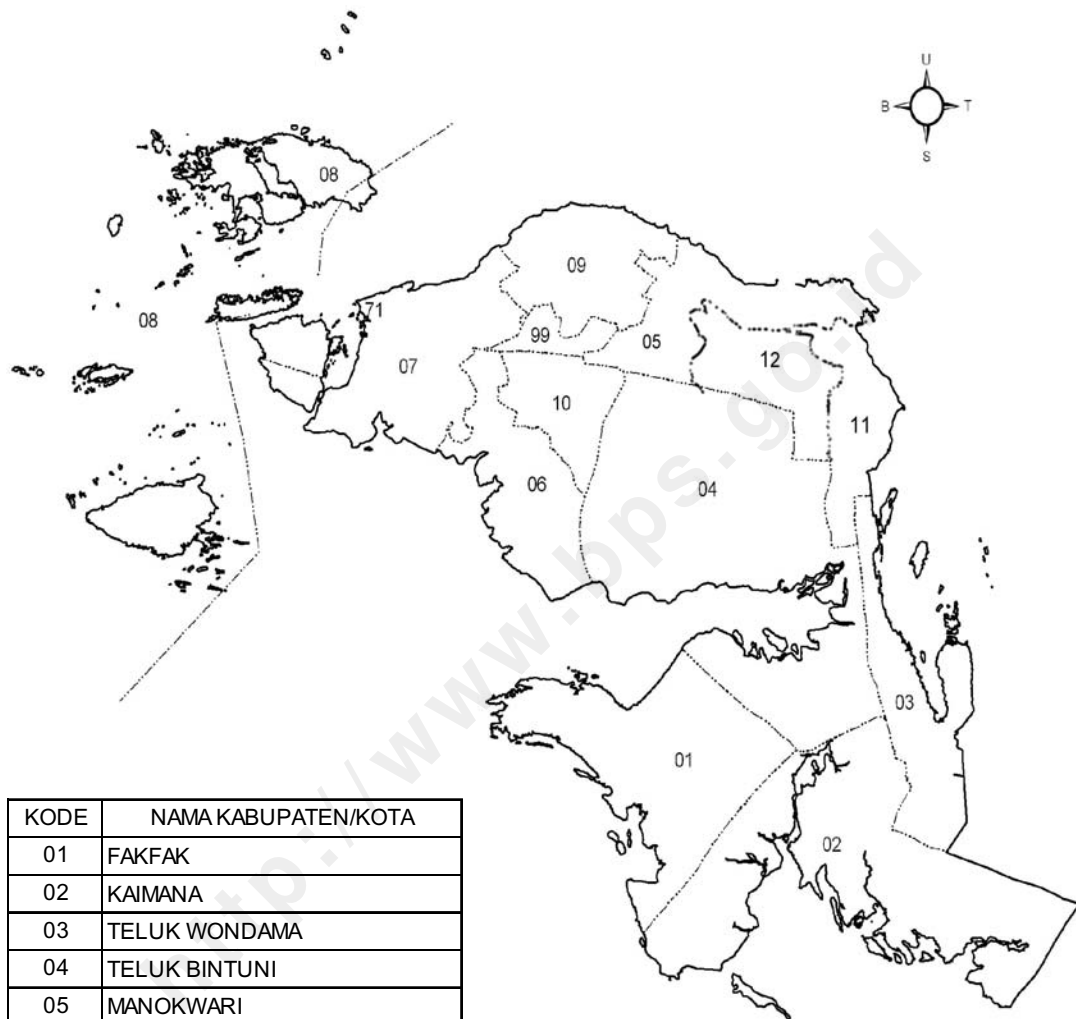 U
B T
S
08
09
08
71
99
05
12
07
10
11
06
04
03
01
02
KODE NAMA KABUPATEN/KOTA
01 FAKFAK
02 KAIMANA
03 TELUK WONDAMA
04 TELUK BINTUNI
05 MANOKWARI
http://www.bps.go.id